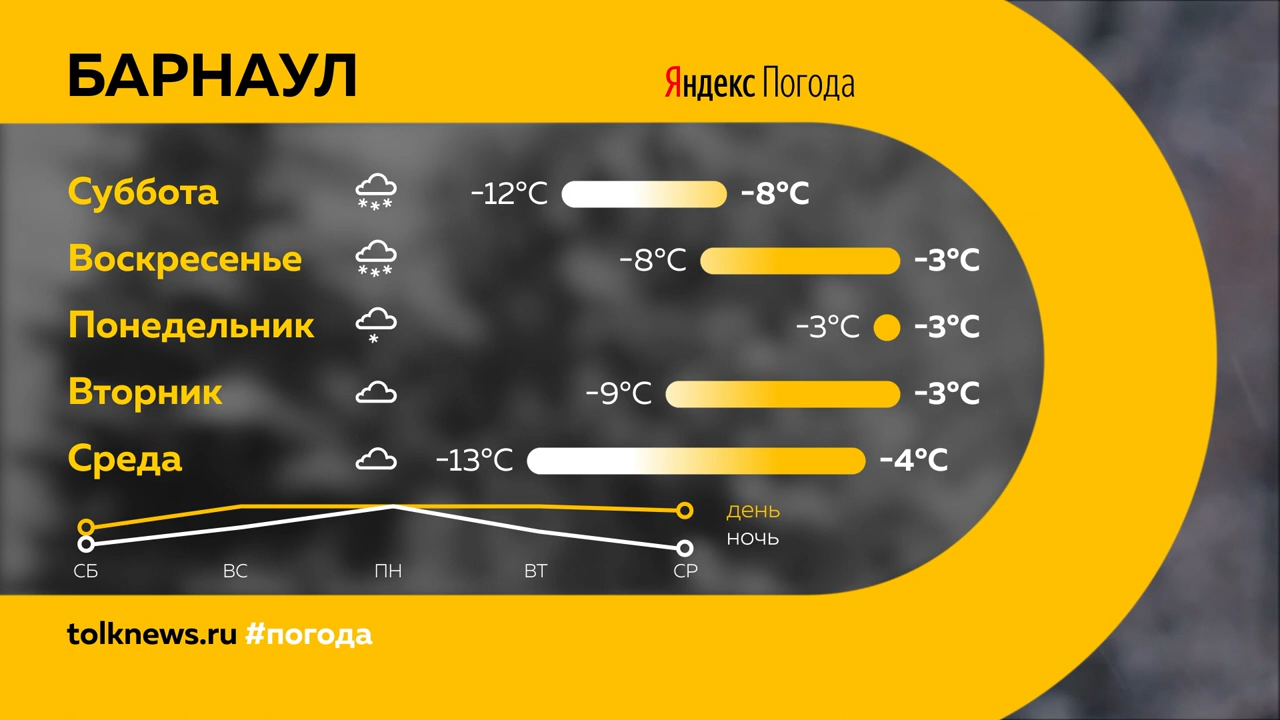 БАРНАУЛ
Яндекс Погода
Суббота -12°C -8°C
Воскресенье -8°C -3°C
Понедельник -3°C -3°C
Вторник -9°C -3°C
Среда -13°C -4°C
день
ночь
СБ ВС ПН ВТ СР
tolknews.ru #погода